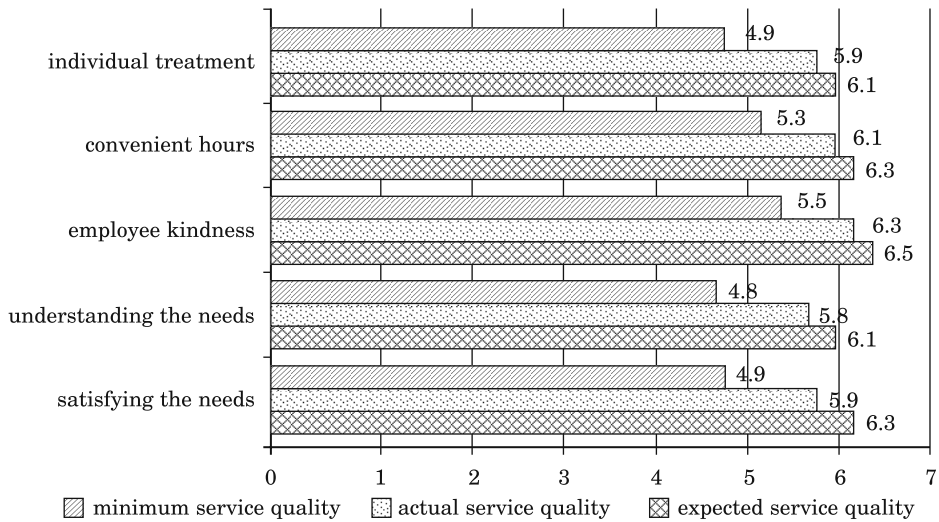 4.9
individual treatment
5.9
6.1
5.3
convenient hours
6.1
6.3
5.5
employee kindness
6.3
6.5
4.8
understanding the needs
5.8
6.1
4.9
satisfying the needs
5.9
6.3
0 1 2 3 4 5 6 7
minimum service quality actual service quality expected service quality